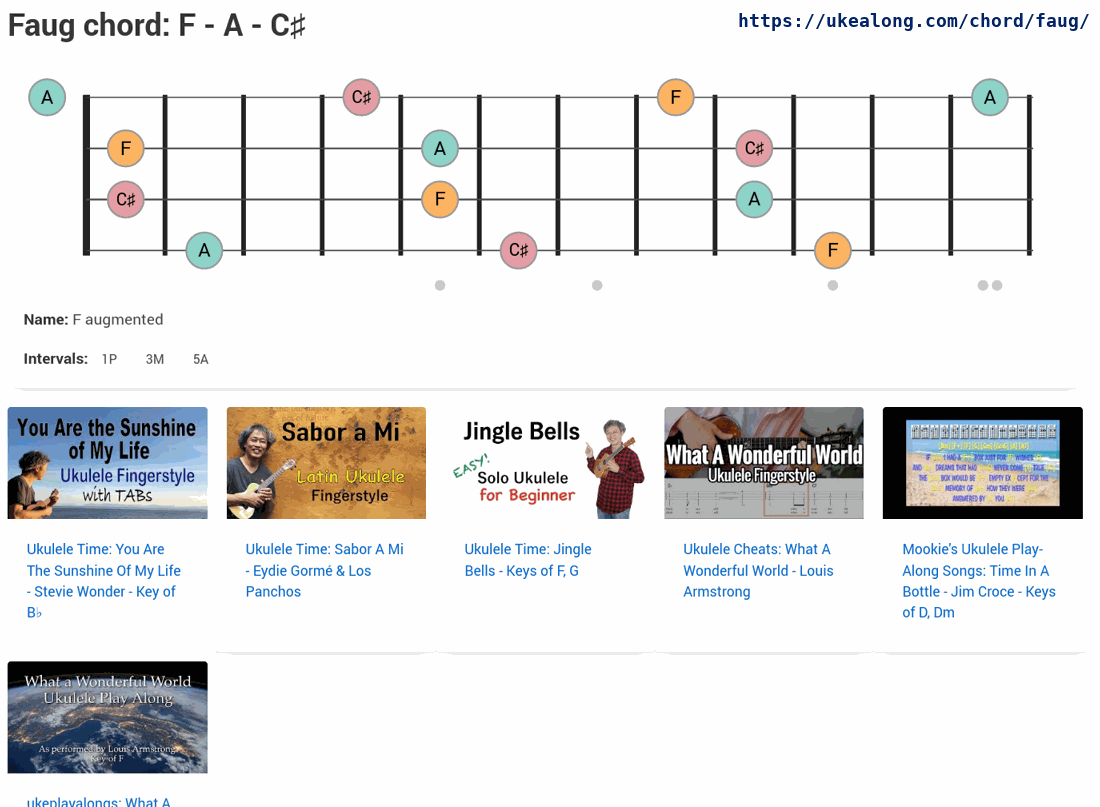 Faug chord: F - A - C♯
https://ukealong.com/chord/faug/
A
C♯
F
A
F
A
C♯
C♯
F
A
A
C♯
F
Name: F augmented
Intervals: 1P 3M 5A
You Are the Sunshine
of My Life
Ukulele Fingerstyle
with TABs
Sabor a Mi
Latin Ukulele
Fingerstyle
Jingle Bells
EASY!
Solo Ukulele
for Beginner
What A Wonderful World
Ukulele Fingerstyle
Ukulele Time: You Are
The Sunshine Of My Life
- Stevie Wonder - Key of
B♭
Ukulele Time: Sabor A Mi
- Eydie Gormé & Los
Panchos
Ukulele Time: Jingle
Bells - Keys of F, G
Ukulele Cheats: What A
Wonderful World - Louis
Armstrong
Mookie's Ukulele Play-
Along Songs: Time In A
Bottle - Jim Croce - Keys
of D, Dm
What a Wonderful World
Ukulele Play Along
As performed by Louis Armstrong
Key of F
ukeplayalongs: What A